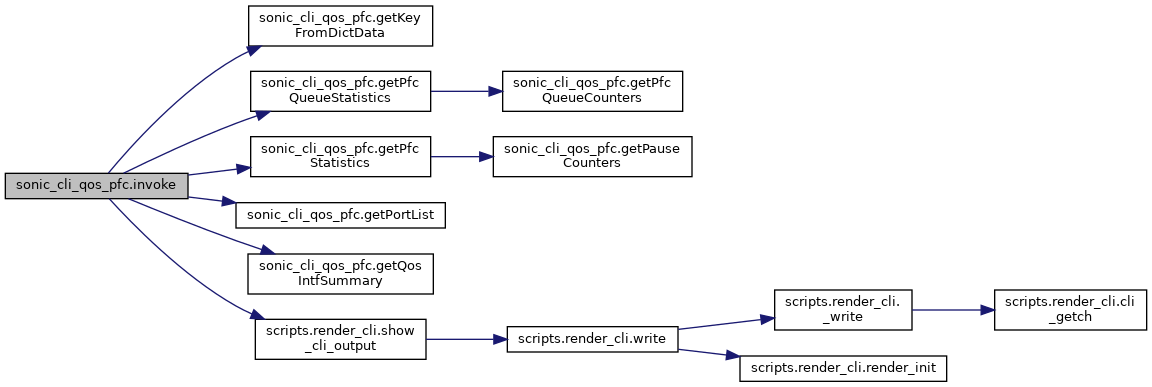 sonic_cli_qos_pfc.getKey
FromDictData
sonic_cli_qos_pfc.getPfc
QueueStatistics
sonic_cli_qos_pfc.getPfc
QueueCounters
sonic_cli_qos_pfc.getPfc
Statistics
sonic_cli_qos_pfc.getPause
Counters
sonic_cli_qos_pfc.invoke
sonic_cli_qos_pfc.getPortList
sonic_cli_qos_pfc.getQos
IntfSummary
scripts.render_cli.show
_cli_output
scripts.render_cli.write
scripts.render_cli.
_write
scripts.render_cli.cli
_getch
scripts.render_cli.render_init